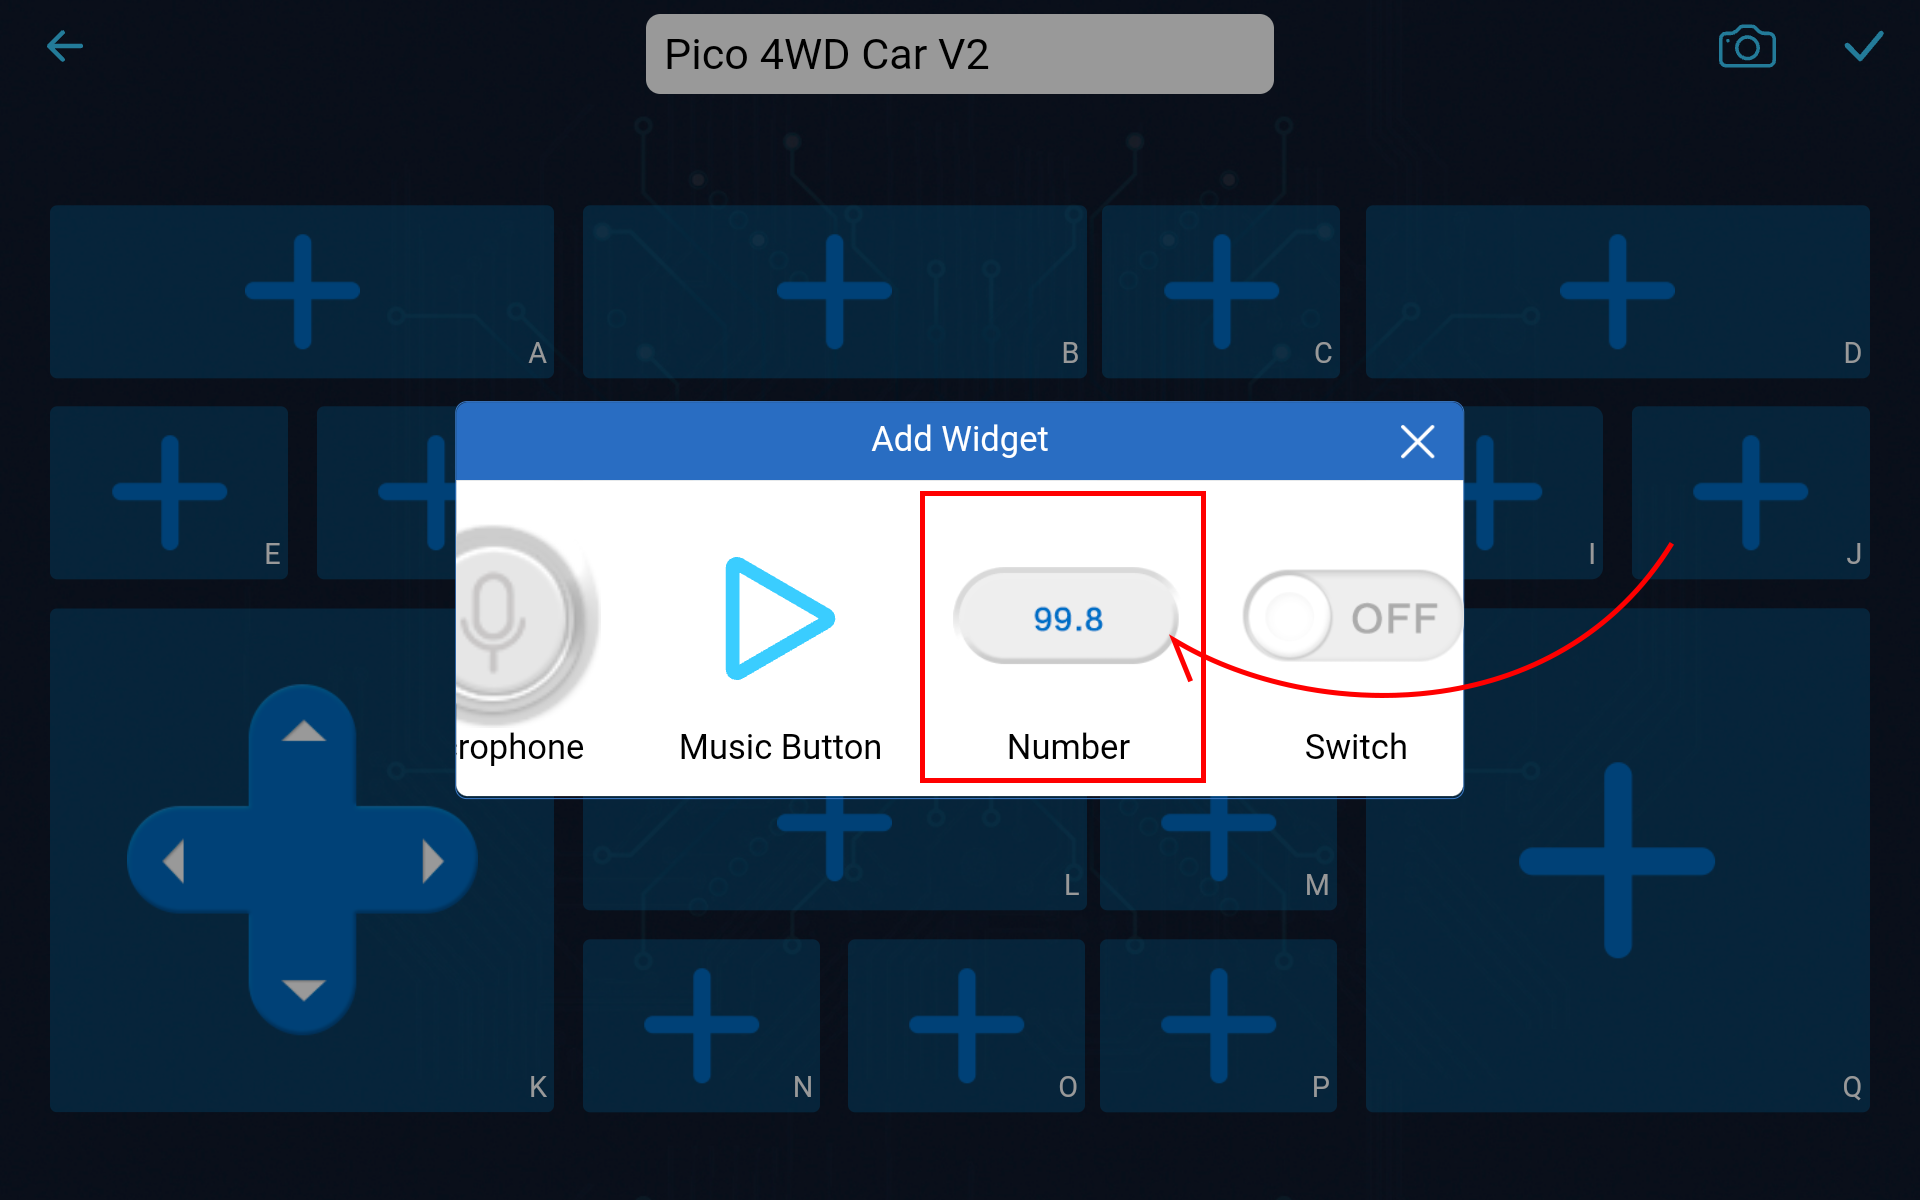 Pico 4WD Car V2
A
B
C
D
Add Widget
E
I
J
99.8
OFF
rophone
Music Button
Number
Switch
L
M
K
N
O
P
Q